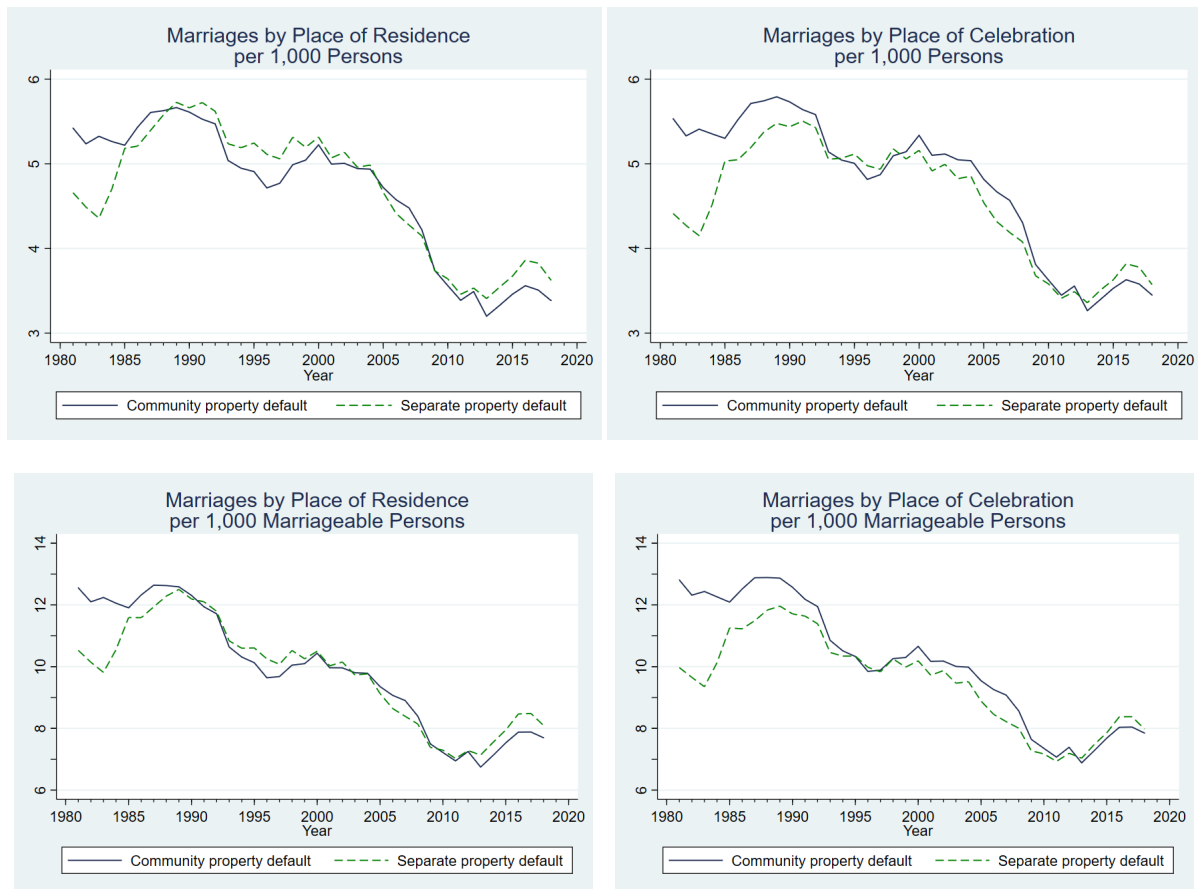 Marriages by Place of Residence
per 1,000 Persons
6
5
4
3
1980 1985 1990 1995 2000 2005 2010 2015 2020
Year
Community property default Separate property default
Marriages by Place of Celebration
per 1,000 Persons
6
5
4
3
1980 1985 1990 1995 2000 2005 2010 2015 2020
Year
Community property default Separate property default
Marriages by Place of Residence
per 1,000 Marriageable Persons
14
12
10
8
6
1980 1985 1990 1995 2000 2005 2010 2015 2020
Year
Community property default Separate property default
Marriages by Place of Celebration
per 1,000 Marriageable Persons
14
12
10
8
6
1980 1985 1990 1995 2000 2005 2010 2015 2020
Year
Community property default Separate property default